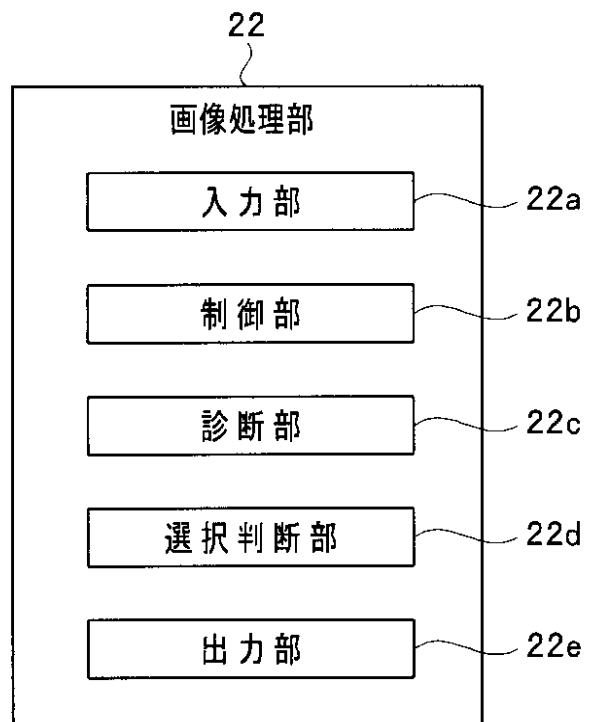 22
画像処理部
入力部 22a
制御部 22b
診断部 22c
選択判断部 22d
出力部 22e